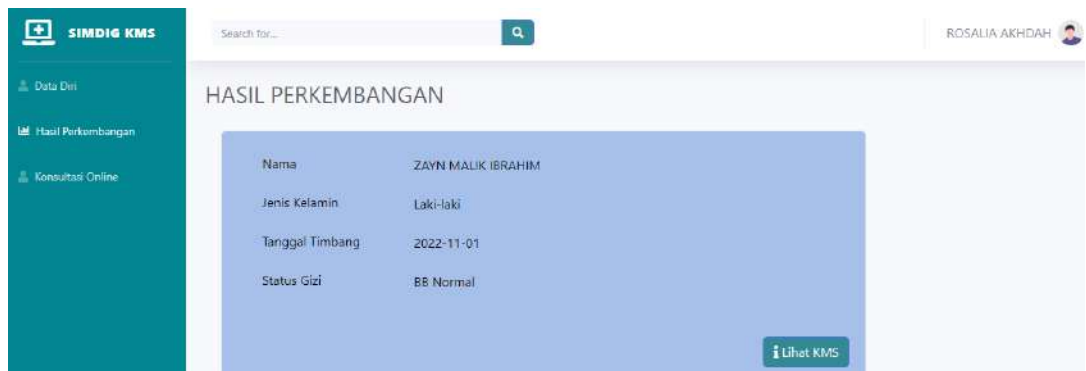 SIMDIG KMS
Search for...
ROSALIA AKHDAH
Data Diri
Hasil Perkembangan
Konsultasi Online
HASIL PERKEMBANGAN
Nama ZAYN MALIK IBRAHIM
Jenis Kelamin Laki-laki
Tanggal Timbang 2022-11-01
Status Gizi BB Normal
Lihat KMS